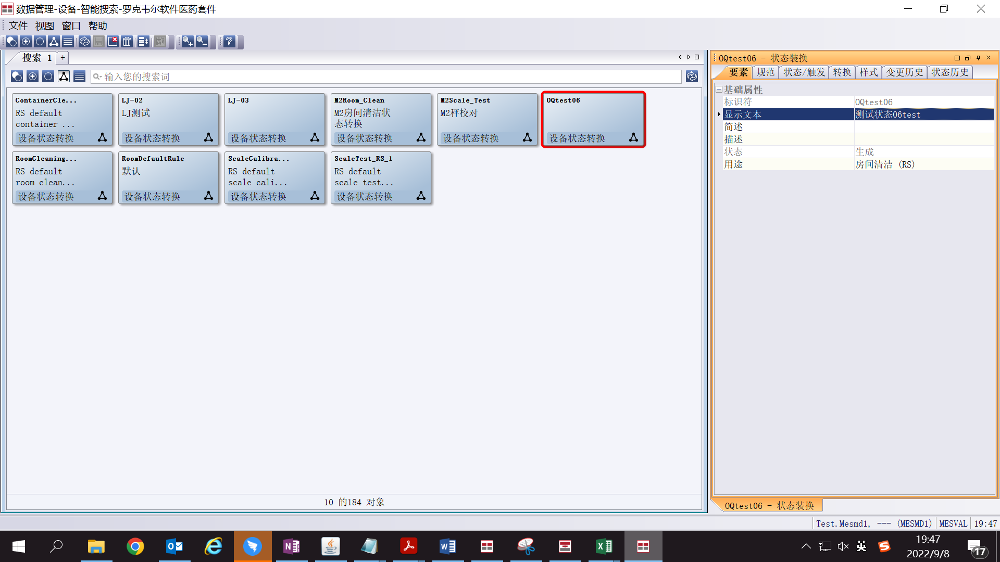 数据管理-设备-智能搜索-罗克韦尔软件医药套件
文件 视图 窗口 帮助
搜索 1 +
输入您的搜索词
ContainerCle...
RS default
container ...
设备状态转换
LJ-02
LJ测试
设备状态转换
LJ-03
设备状态转换
M2Room_Clean
M2房间清洁状
态转换
设备状态转换
M2Scale_Test
M2秤校对
设备状态转换
OQtest06
设备状态转换
RoomCleaning...
RS default
room clean...
设备状态转换
RoomDefaultRule
默认
设备状态转换
ScaleCalibra...
RS default
scale cali...
设备状态转换
ScaleTest_RS_1
RS default
scale test...
设备状态转换
10 的184 对象
OQtest06 - 状态装换
要素 规范 状态/触发 转换 样式 变更历史 状态历史
基础属性
标识符 OQtest06
显示文本 测试状态06test
简述
描述
状态 生成
用途 房间清洁 (RS)
OQtest06 - 状态装换
Test.Mesmd1, --- (MESMD1) MESVAL 19:47
英
19:47
2022/9/8
17